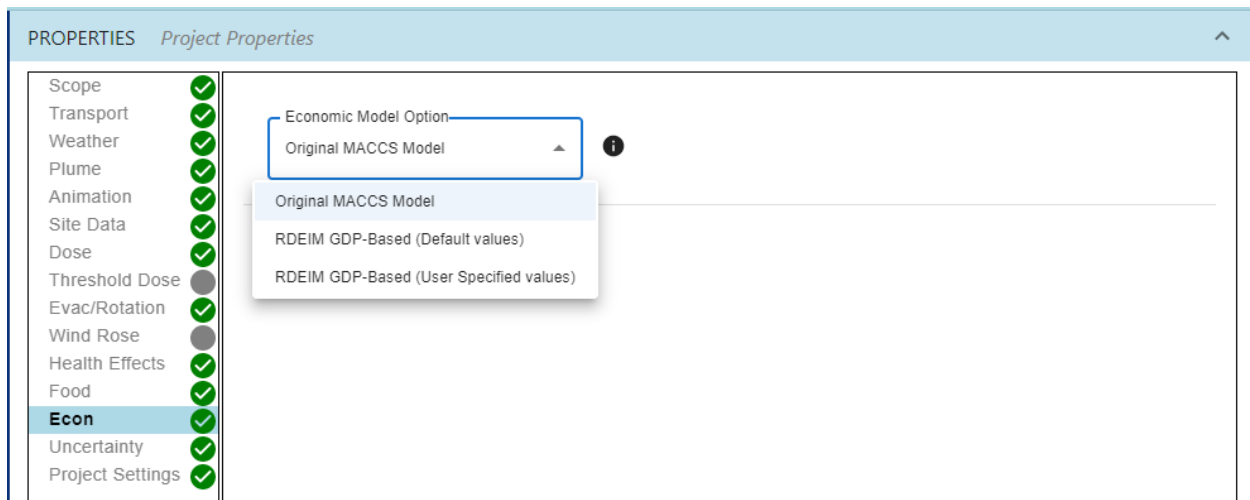 PROPERTIES Project Properties
Scope
Transport
Weather
Plume
Animation
Site Data
Dose
Threshold Dose
Evac/Rotation
Wind Rose
Health Effects
Food
Econ
Uncertainty
Project Settings
Economic Model Option
Original MACCS Model
Original MACCS Model
RDEIM GDP-Based (Default values)
RDEIM GDP-Based (User Specified values)